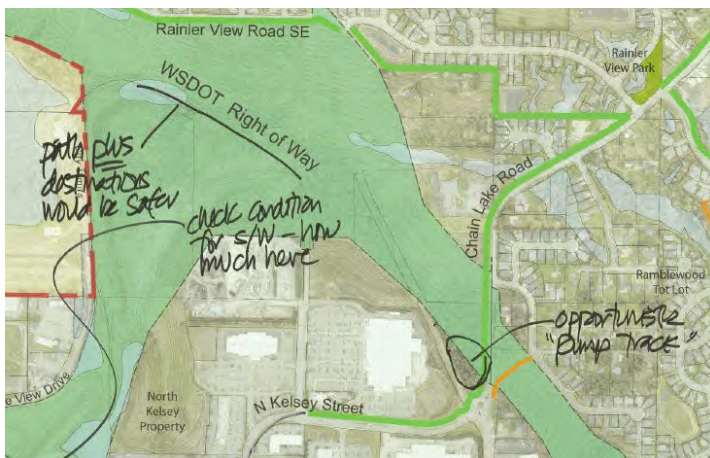 Rainier View Road SE
Rainier
View Park
WSDOT Right of Way
path plus
destinations
would be safer
check condition
for s/w - how
much here
Chain Lake Road
Ramblewood
Tot Lot
opportunistic
"Pump Track"
e View Drive
North
Kelsey
Property
N Kelsey Street